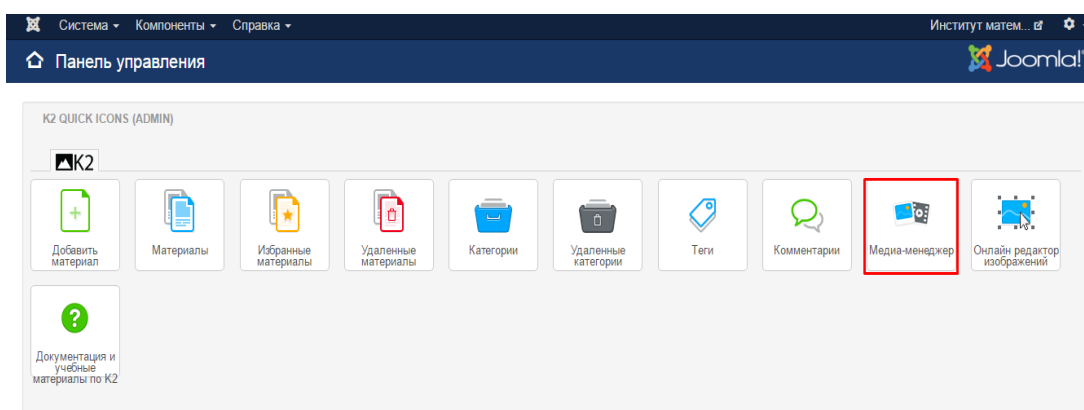 Система Компоненты Справка Институт матем...
Панель управления Joomla!
K2 QUICK ICONS (ADMIN)
K2
Добавить материал
Материалы
Избранные материалы
Удаленные материалы
Категории
Удаленные категории
Теги
Комментарии
Медиа-менеджер
Онлайн редактор изображений
Документация и
учебные
материалы по K2